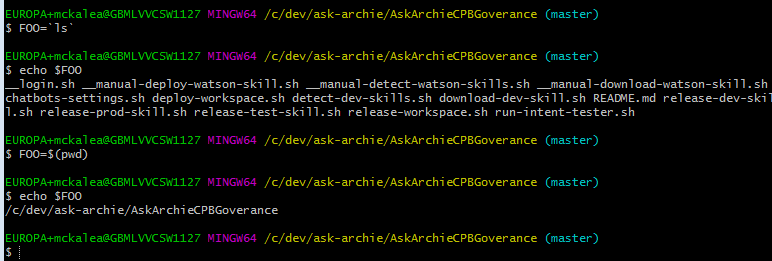 EUROPA+mckalea@GBMLVVCSW1127 MINGW64 /c/dev/ask-archie/AskArchieCPBGoverance (master)
$ FOO=`ls`
EUROPA+mckalea@GBMLVVCSW1127 MINGW64 /c/dev/ask-archie/AskArchieCPBGoverance (master)
$ echo $FOO
__login.sh __manual-deploy-watson-skill.sh __manual-detect-watson-skills.sh __manual-download-watson-skill.sh
chatbots-settings.sh deploy-workspace.sh detect-dev-skills.sh download-dev-skill.sh README.md release-dev-skil
l.sh release-prod-skill.sh release-test-skill.sh release-workspace.sh run-intent-tester.sh
EUROPA+mckalea@GBMLVVCSW1127 MINGW64 /c/dev/ask-archie/AskArchieCPBGoverance (master)
$ FOO=$(pwd)
EUROPA+mckalea@GBMLVVCSW1127 MINGW64 /c/dev/ask-archie/AskArchieCPBGoverance (master)
$ echo $FOO
/c/dev/ask-archie/AskArchieCPBGoverance
EUROPA+mckalea@GBMLVVCSW1127 MINGW64 /c/dev/ask-archie/AskArchieCPBGoverance (master)
$